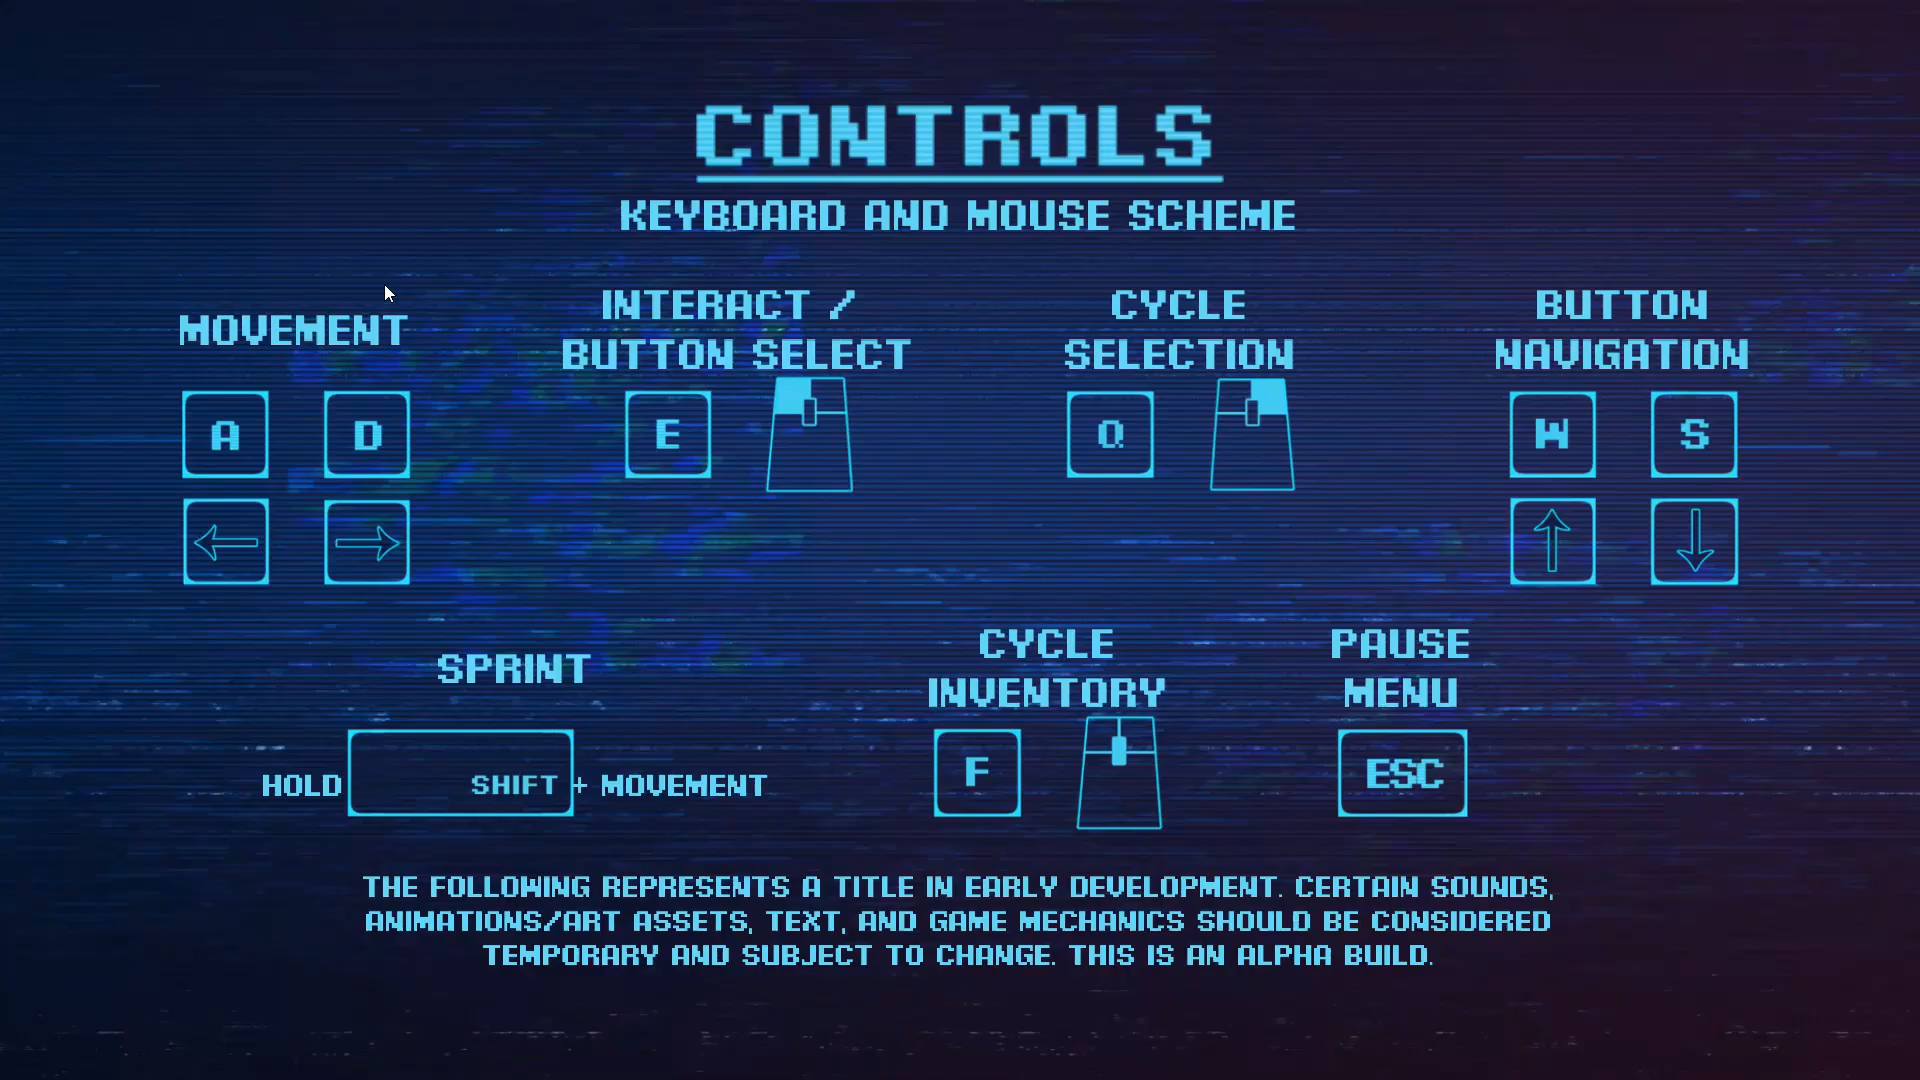 CONTROLS
KEYBOARD AND MOUSE SCHEME
MOVEMENT
A D
INTERACT /
BUTTON SELECT
E
CYCLE
SELECTION
Q
BUTTON
NAVIGATION
W S
SPRINT
HOLD SHIFT + MOVEMENT
CYCLE
INVENTORY
F
PAUSE
MENU
ESC
THE FOLLOWING REPRESENTS A TITLE IN EARLY DEVELOPMENT. CERTAIN SOUNDS,
ANIMATIONS/ART ASSETS, TEXT, AND GAME MECHANICS SHOULD BE CONSIDERED
TEMPORARY AND SUBJECT TO CHANGE. THIS IS AN ALPHA BUILD.